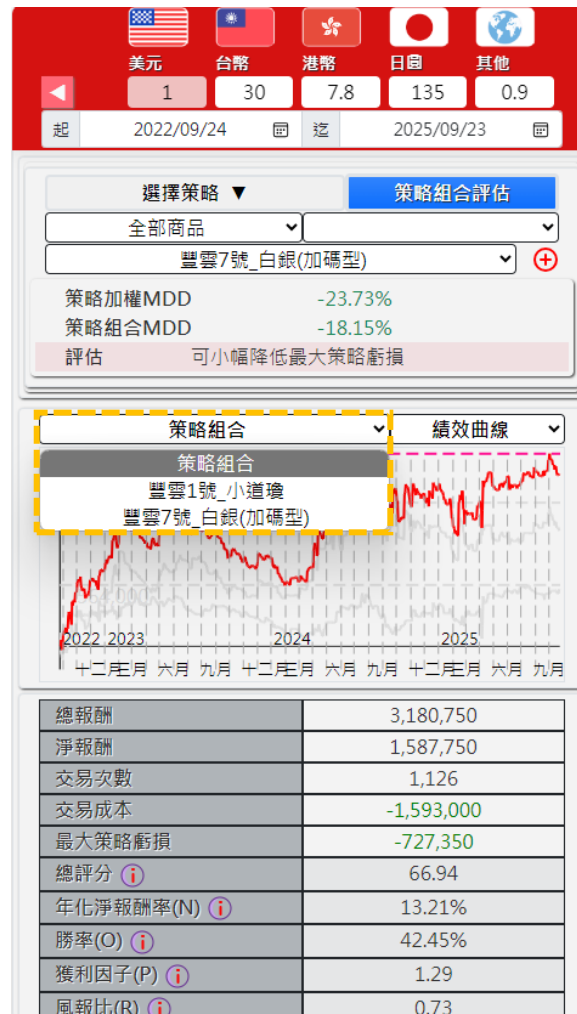 美元 台幣 港幣 日圓 其他
1 30 7.8 135 0.9
起 2022/09/24 迄 2025/09/23
選擇策略 ▼ 策略組合評估
全部商品
豐雲7號_白銀(加碼型)
策略加權MDD -23.73%
策略組合MDD -18.15%
評估 可小幅降低最大策略虧損
策略組合 績效曲線
策略組合
豐雲1號_小道瓊
豐雲7號_白銀(加碼型)
2022 2023 2024 2025
十二月 三月 六月 九月 十二月 三月 六月 九月 十二月 三月 六月 九月
總報酬 3,180,750
淨報酬 1,587,750
交易次數 1,126
交易成本 -1,593,000
最大策略虧損 -727,350
總評分 66.94
年化淨報酬率(N) 13.21%
勝率(O) 42.45%
獲利因子(P) 1.29
風報比(R) 0.73